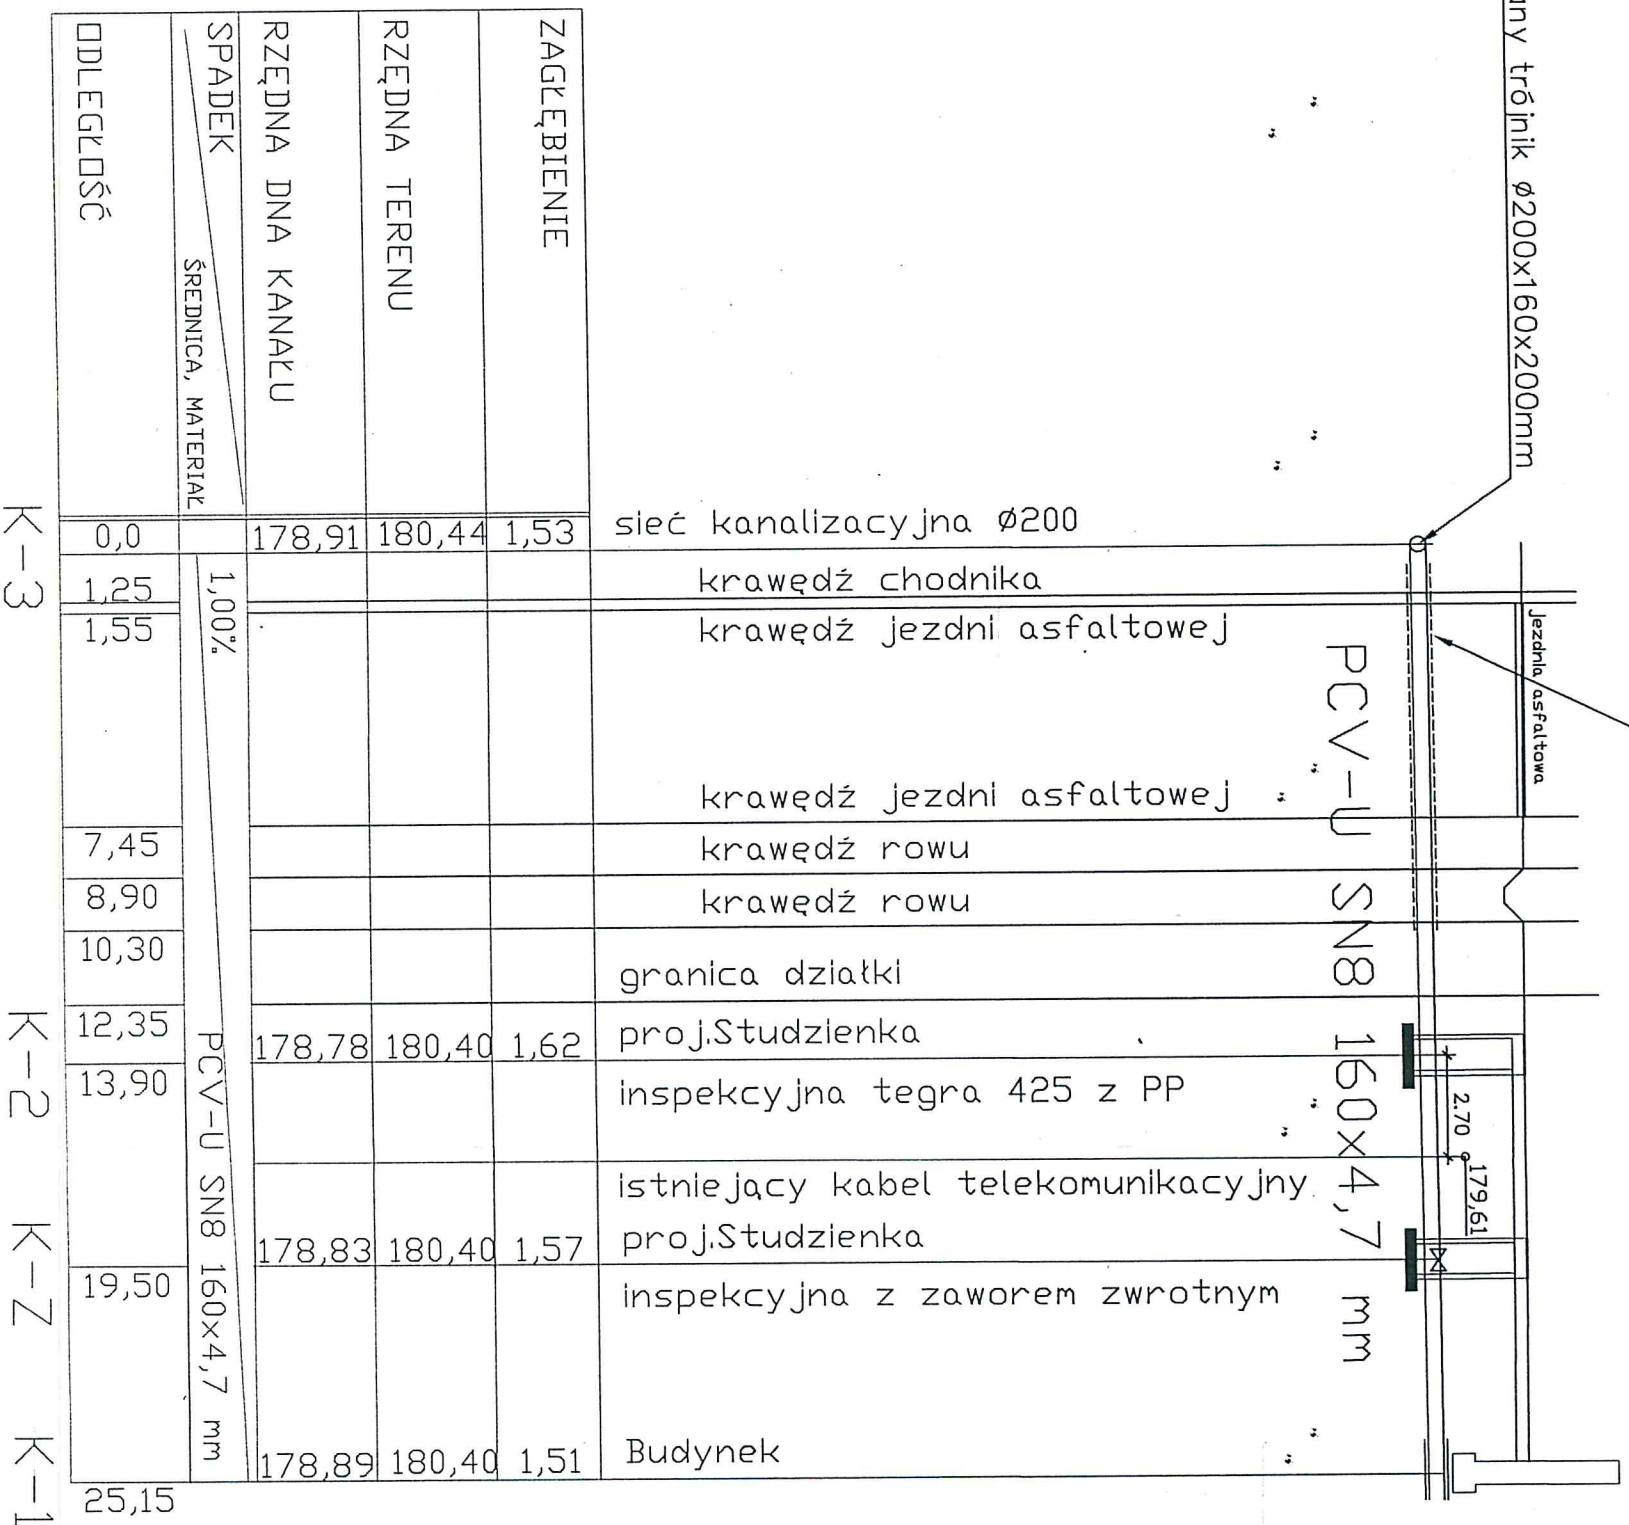 any trójnik Ø200x160x200mm
Jezdnia asfaltowa
2.70
179,61
PCV-U SN8 160x4,7 mm
sieć kanalizacyjna Ø200
krawędź chodnika
krawędź jezdni asfaltowej
krawędź jezdni asfaltowej
krawędź rowu
krawędź rowu
granica działki
proj.Studzienka
inspekcyjna tegra 425 z PP
istniejący kabel telekomunikacyjny
proj.Studzienka
inspekcyjna z zaworem zwrotnym
Budynek
ZAGŁĘBIENIE
1,53
1,62
1,57
1,51
RZĘDNA TERENU
180,44
180,40
180,40
180,40
RZĘDNA DNA KANAŁU
178,91
178,78
178,83
178,89
SPADEK
ŚREDNICA, MATERIAŁ
1,00%
PCV-U SN8 160x4,7 mm
ODLEGŁOŚĆ
0,0
1,25
1,55
7,45
8,90
10,30
12,35
13,90
19,50
25,15
K-3
K-2
K-Z
K-1